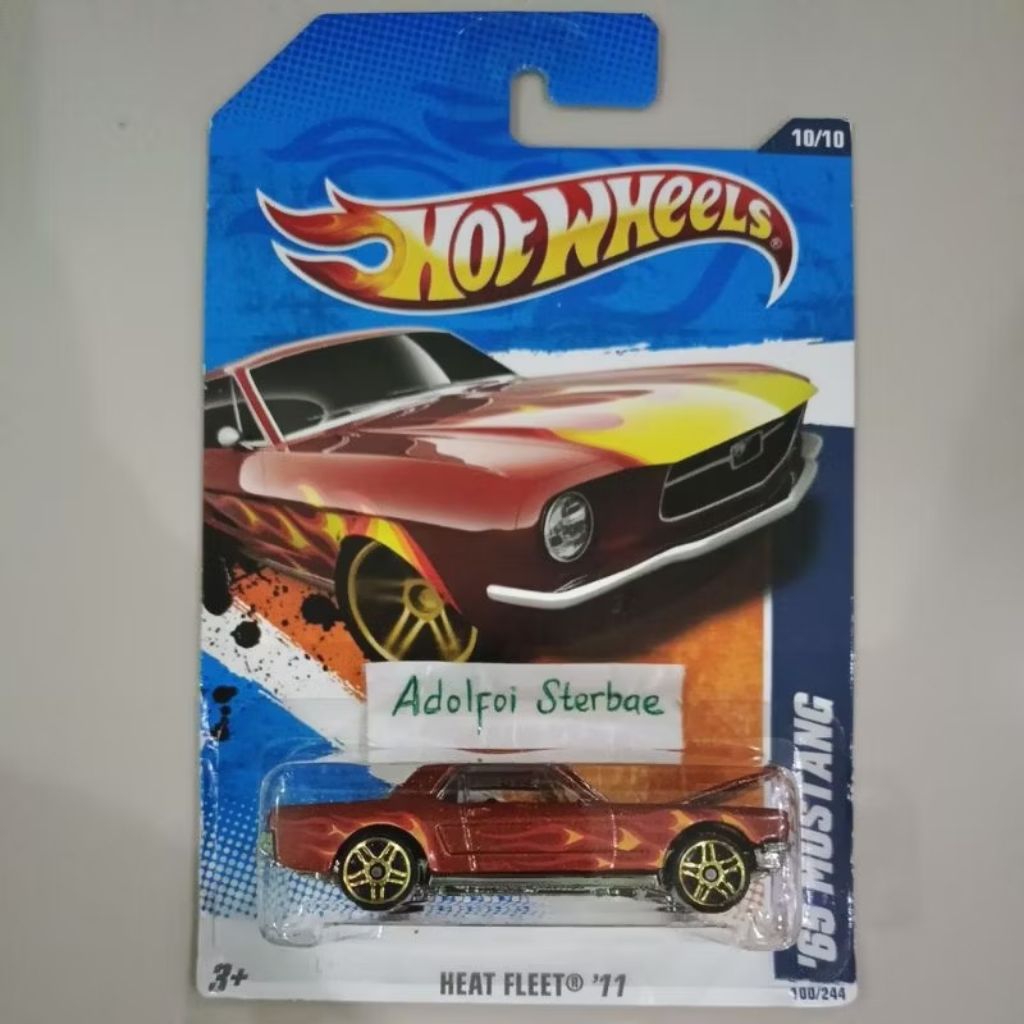 10/10
HOT WHEELS®
Adolfoi Sterbae
'65 MUSTANG
3+
HEAT FLEET® '11
100/244